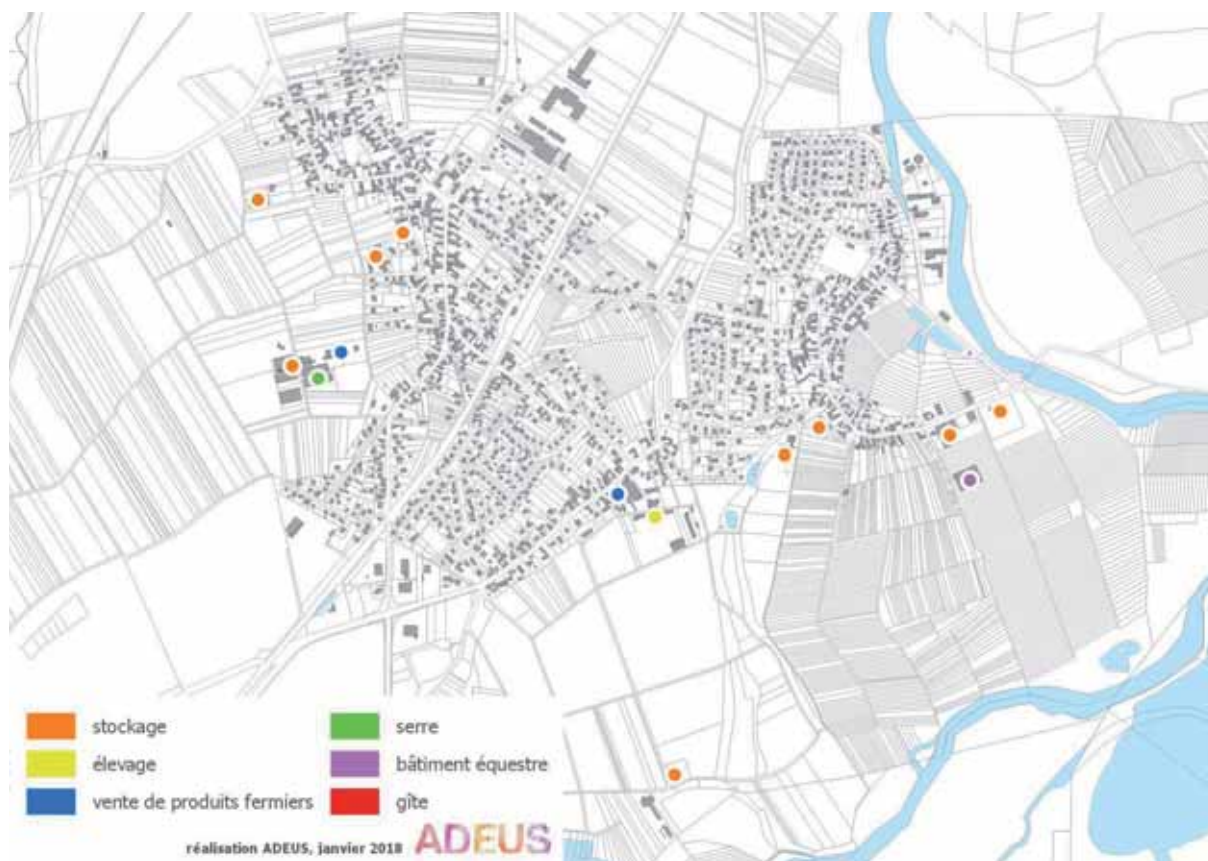 stockage
élevage
vente de produits fermiers
serre
bâtiment équestre
gîte
réalisation ADEUS, janvier 2018 ADEUS